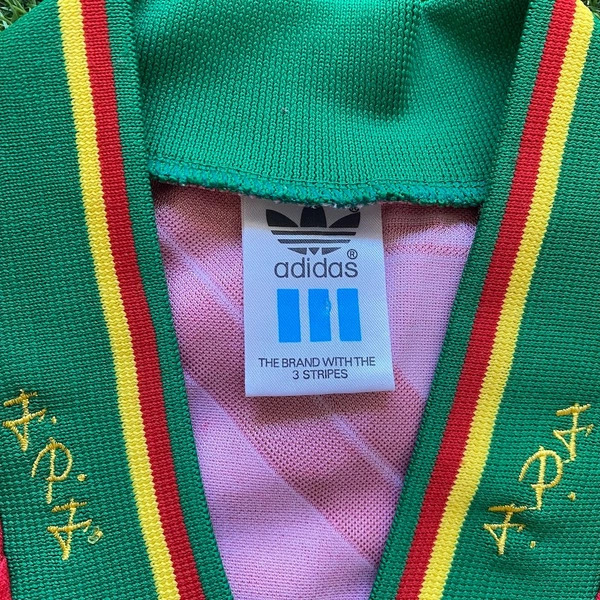 adidas ®
THE BRAND WITH THE
3 STRIPES
F.P.F.
F.P.F.